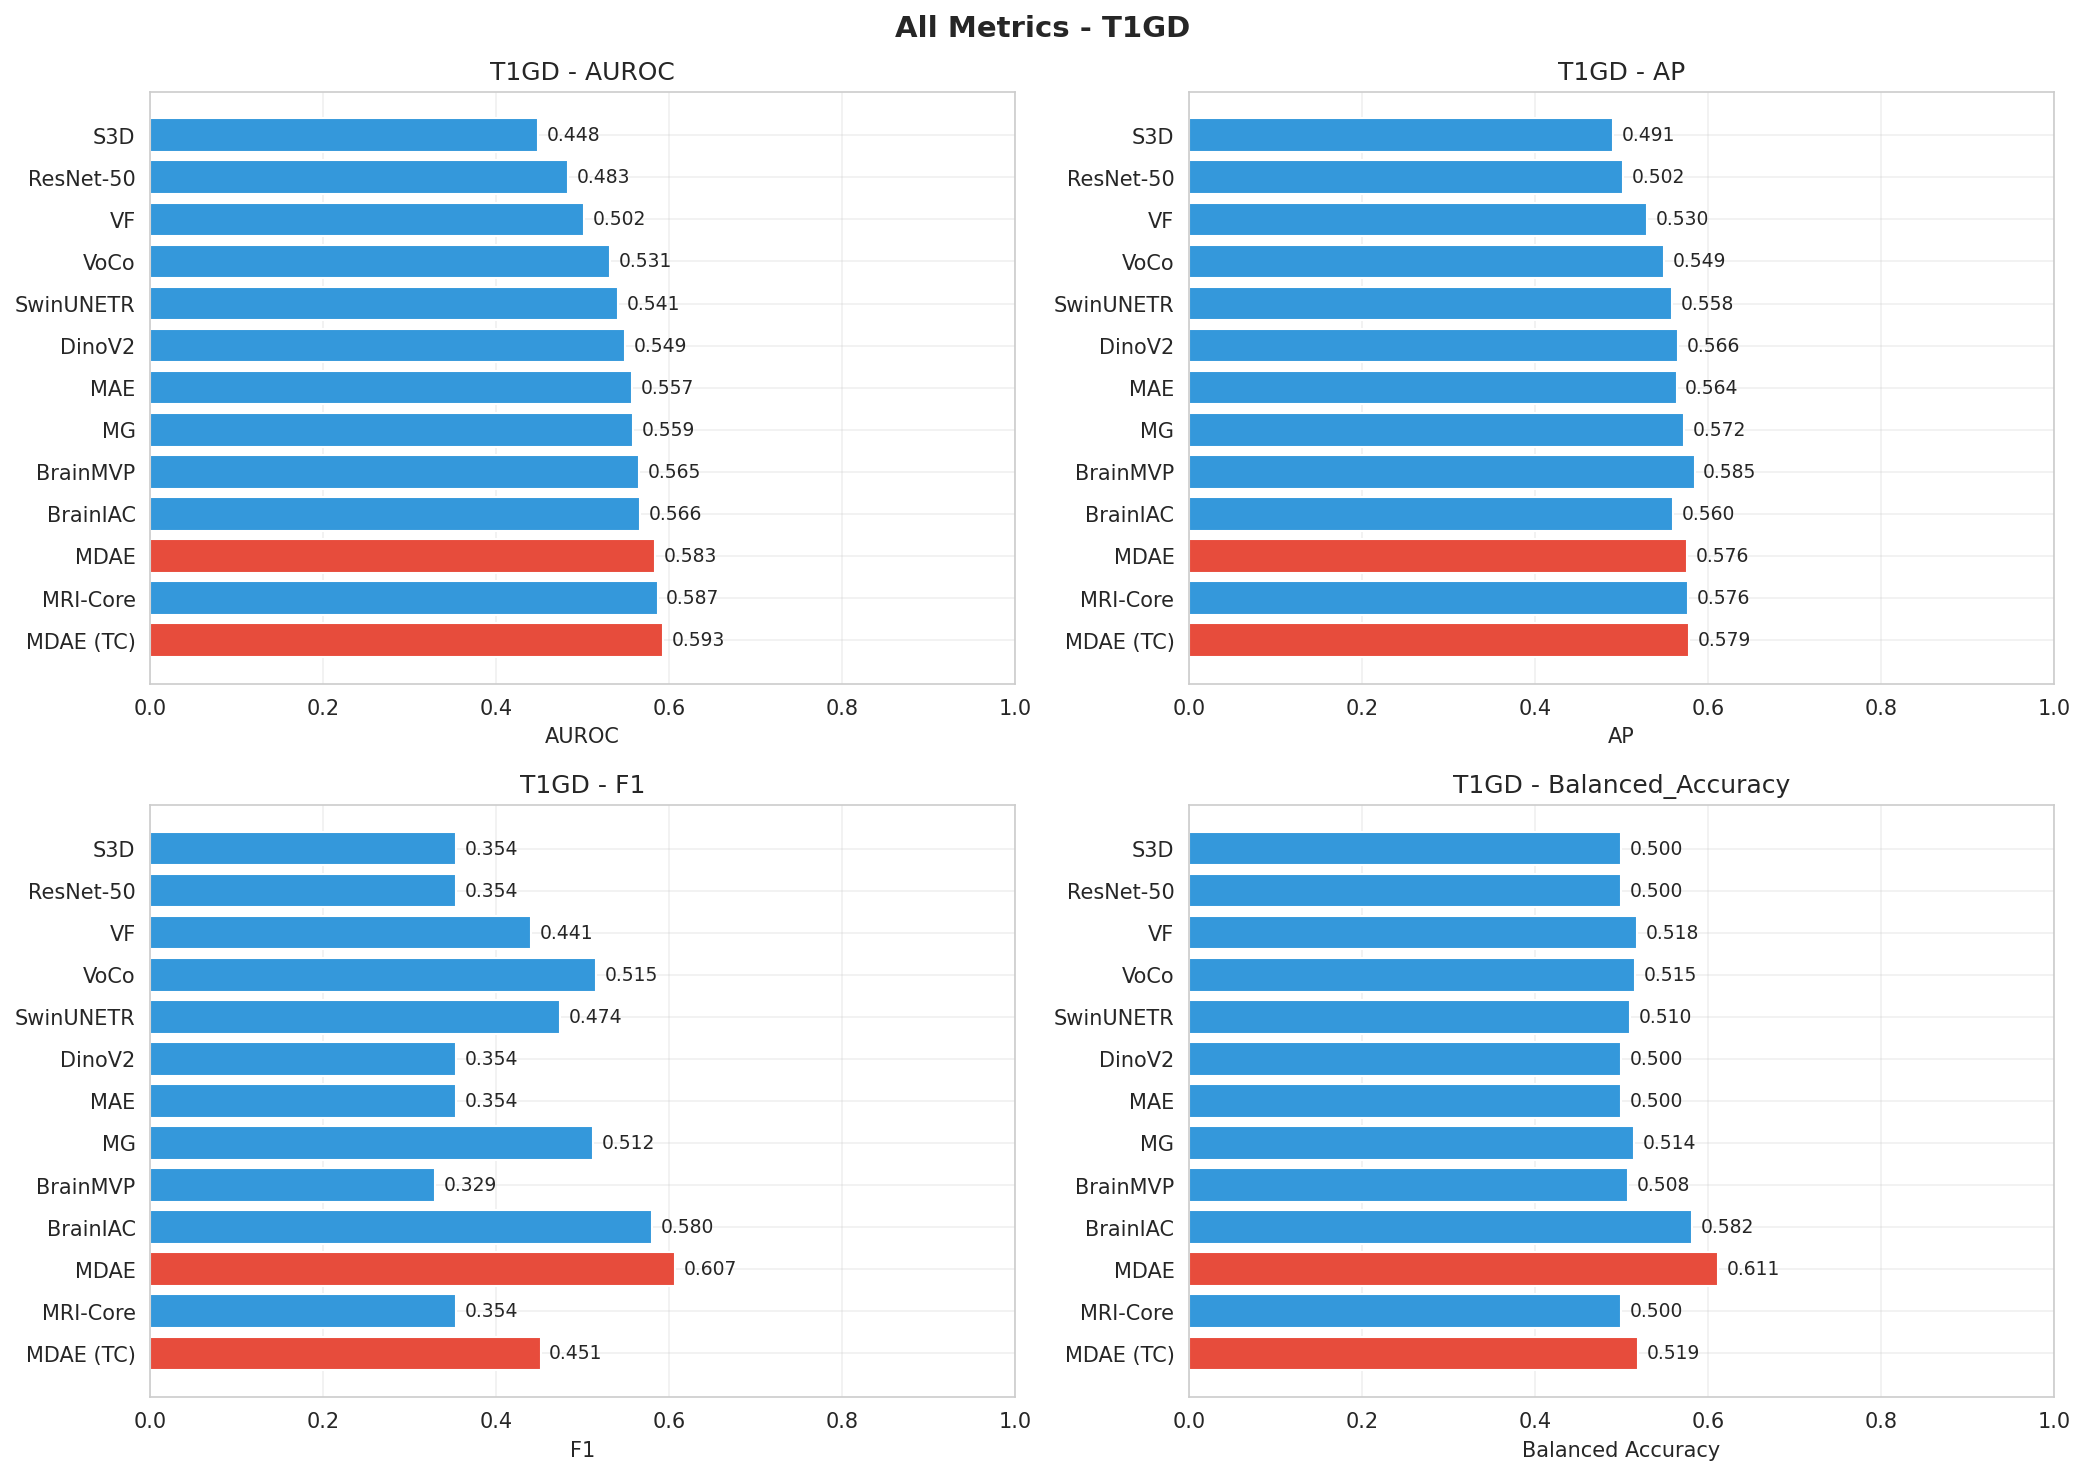 All Metrics - T1GD
T1GD - AUROC
S3D 0.448
ResNet-50 0.483
VF 0.502
VoCo 0.531
SwinUNETR 0.541
DinoV2 0.549
MAE 0.557
MG 0.559
BrainMVP 0.565
BrainIAC 0.566
MDAE 0.583
MRI-Core 0.587
MDAE (TC) 0.593
0.0 0.2 0.4 0.6 0.8 1.0
AUROC
T1GD - AP
S3D 0.491
ResNet-50 0.502
VF 0.530
VoCo 0.549
SwinUNETR 0.558
DinoV2 0.566
MAE 0.564
MG 0.572
BrainMVP 0.585
BrainIAC 0.560
MDAE 0.576
MRI-Core 0.576
MDAE (TC) 0.579
0.0 0.2 0.4 0.6 0.8 1.0
AP
T1GD - F1
S3D 0.354
ResNet-50 0.354
VF 0.441
VoCo 0.515
SwinUNETR 0.474
DinoV2 0.354
MAE 0.354
MG 0.512
BrainMVP 0.329
BrainIAC 0.580
MDAE 0.607
MRI-Core 0.354
MDAE (TC) 0.451
0.0 0.2 0.4 0.6 0.8 1.0
F1
T1GD - Balanced_Accuracy
S3D 0.500
ResNet-50 0.500
VF 0.518
VoCo 0.515
SwinUNETR 0.510
DinoV2 0.500
MAE 0.500
MG 0.514
BrainMVP 0.508
BrainIAC 0.582
MDAE 0.611
MRI-Core 0.500
MDAE (TC) 0.519
0.0 0.2 0.4 0.6 0.8 1.0
Balanced Accuracy